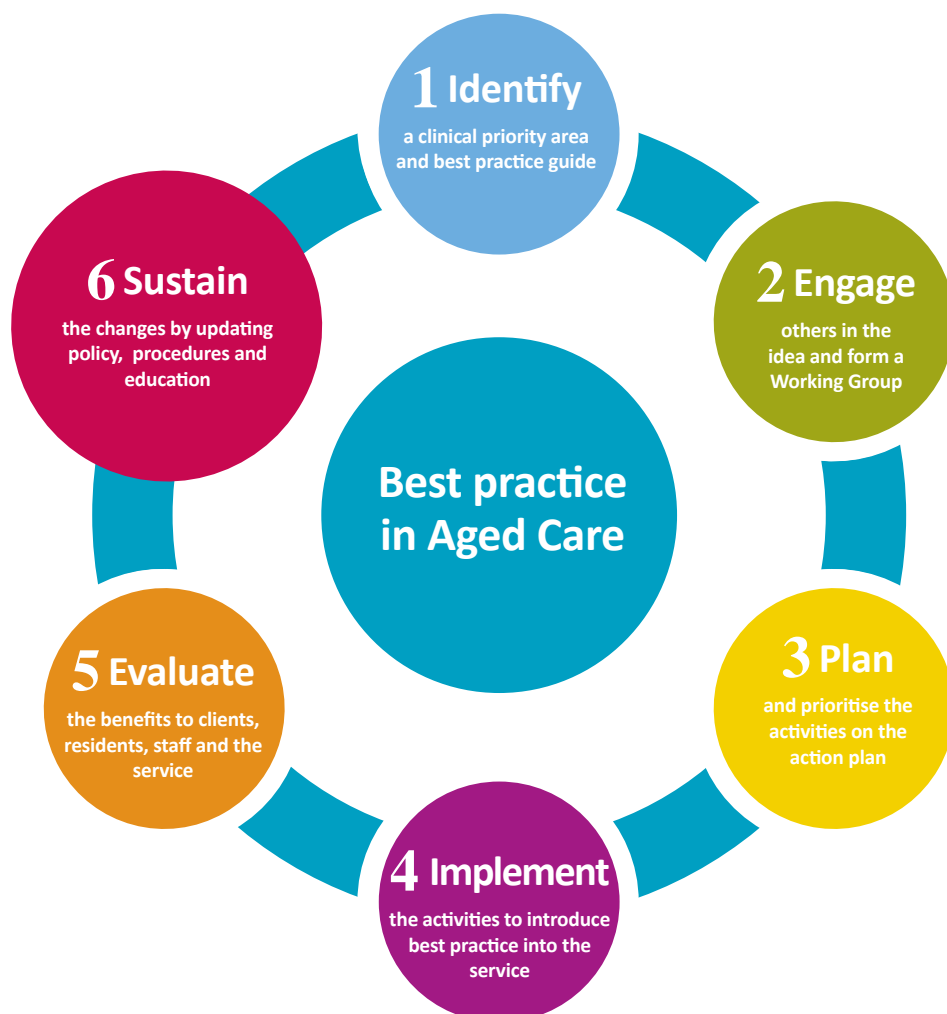 1 Identify
a clinical priority area
and best practice guide
2 Engage
others in the
idea and form a
Working Group
3 Plan
and prioritise the
activities on the
action plan
4 Implement
the activities to introduce
best practice into the
service
5 Evaluate
the benefits to clients,
residents, staff and the
service
6 Sustain
the changes by updating
policy, procedures and
education
Best practice
in Aged Care